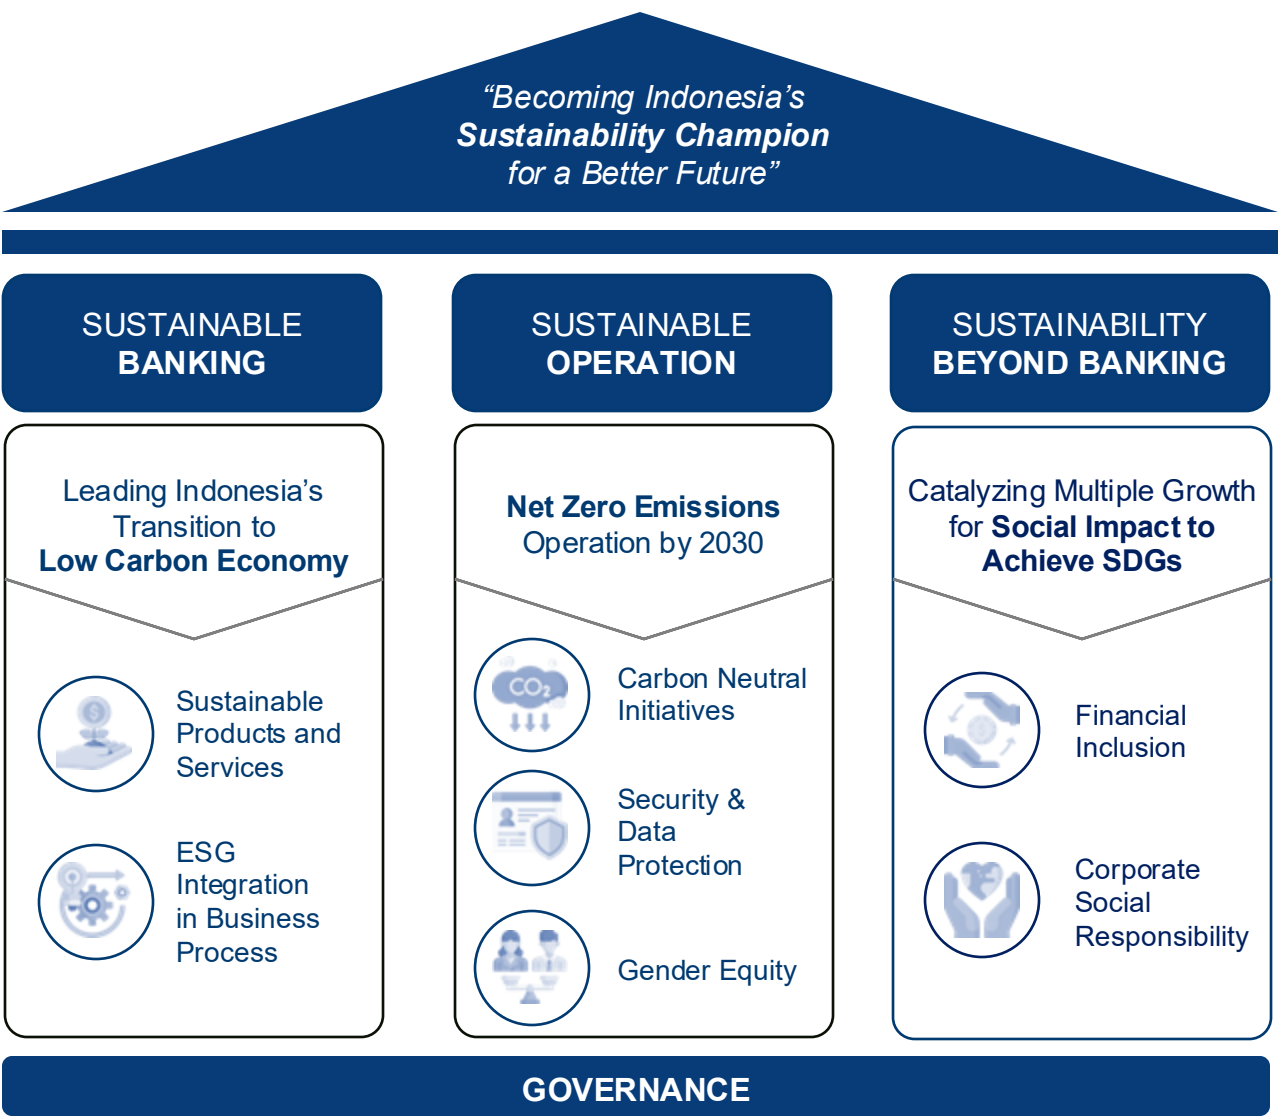 “Becoming Indonesia’s
Sustainability Champion
for a Better Future”
SUSTAINABLE
BANKING
Leading Indonesia’s
Transition to
Low Carbon Economy
Sustainable
Products and
Services
ESG
Integration
in Business
Process
SUSTAINABLE
OPERATION
Net Zero Emissions
Operation by 2030
CO2
Carbon Neutral
Initiatives
Security &
Data
Protection
Gender Equity
SUSTAINABILITY
BEYOND BANKING
Catalyzing Multiple Growth
for Social Impact to
Achieve SDGs
$
Financial
Inclusion
Corporate
Social
Responsibility
GOVERNANCE